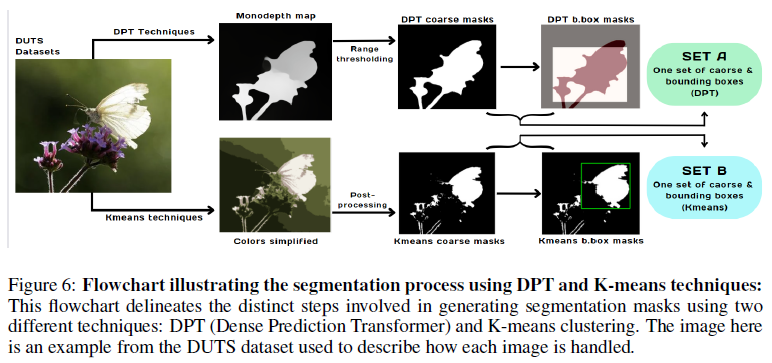 DUTS
Datasets
DPT Techniques
Monodepth map
Range
thresholding
DPT coarse masks
DPT b.box masks
SET A
One set of caorse &
bounding boxes
(DPT)
Kmeans techniques
Colors simplified
Post-
processing
Kmeans coarse masks
Kmeans b.box masks
SET B
One set of caorse &
bounding boxes
(Kmeans)
Figure 6: Flowchart illustrating the segmentation process using DPT and K-means techniques:
This flowchart delineates the distinct steps involved in generating segmentation masks using two
different techniques: DPT (Dense Prediction Transformer) and K-means clustering. The image here
is an example from the DUTS dataset used to describe how each image is handled.